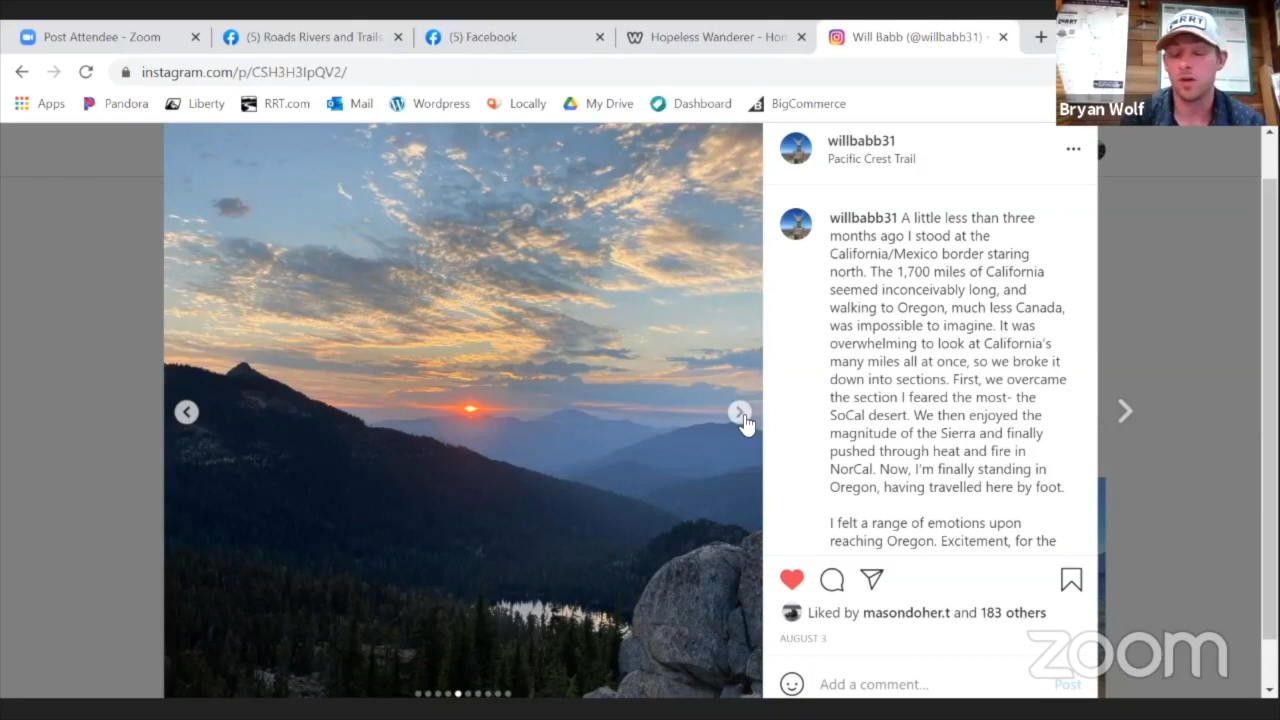 Post Attendee - Zoom
(5) Roads Rivers and Trails
(5) Facebook
Hopeless Wanderer - Hon
Will Babb (@willbabb31) •
instagram.com/p/CSH3H3IpQV2/
Apps
Pandora
Liberty
RRT.com
Mail
Wordpress
Locally
My Drive
Dashboard
BigCommerce
RRT
Bryan Wolf
willbabb31
Pacific Crest Trail
willbabb31 A little less than three
months ago I stood at the
California/Mexico border staring
north. The 1,700 miles of California
seemed inconceivably long, and
walking to Oregon, much less Canada,
was impossible to imagine. It was
overwhelming to look at California's
many miles all at once, so we broke it
down into sections. First, we overcame
the section I feared the most- the
SoCal desert. We then enjoyed the
magnitude of the Sierra and finally
pushed through heat and fire in
NorCal. Now, I'm finally standing in
Oregon, having travelled here by foot.
I felt a range of emotions upon
reaching Oregon. Excitement, for the
Liked by masondoher.t and 183 others
AUGUST 3
Add a comment...
Post
zoom